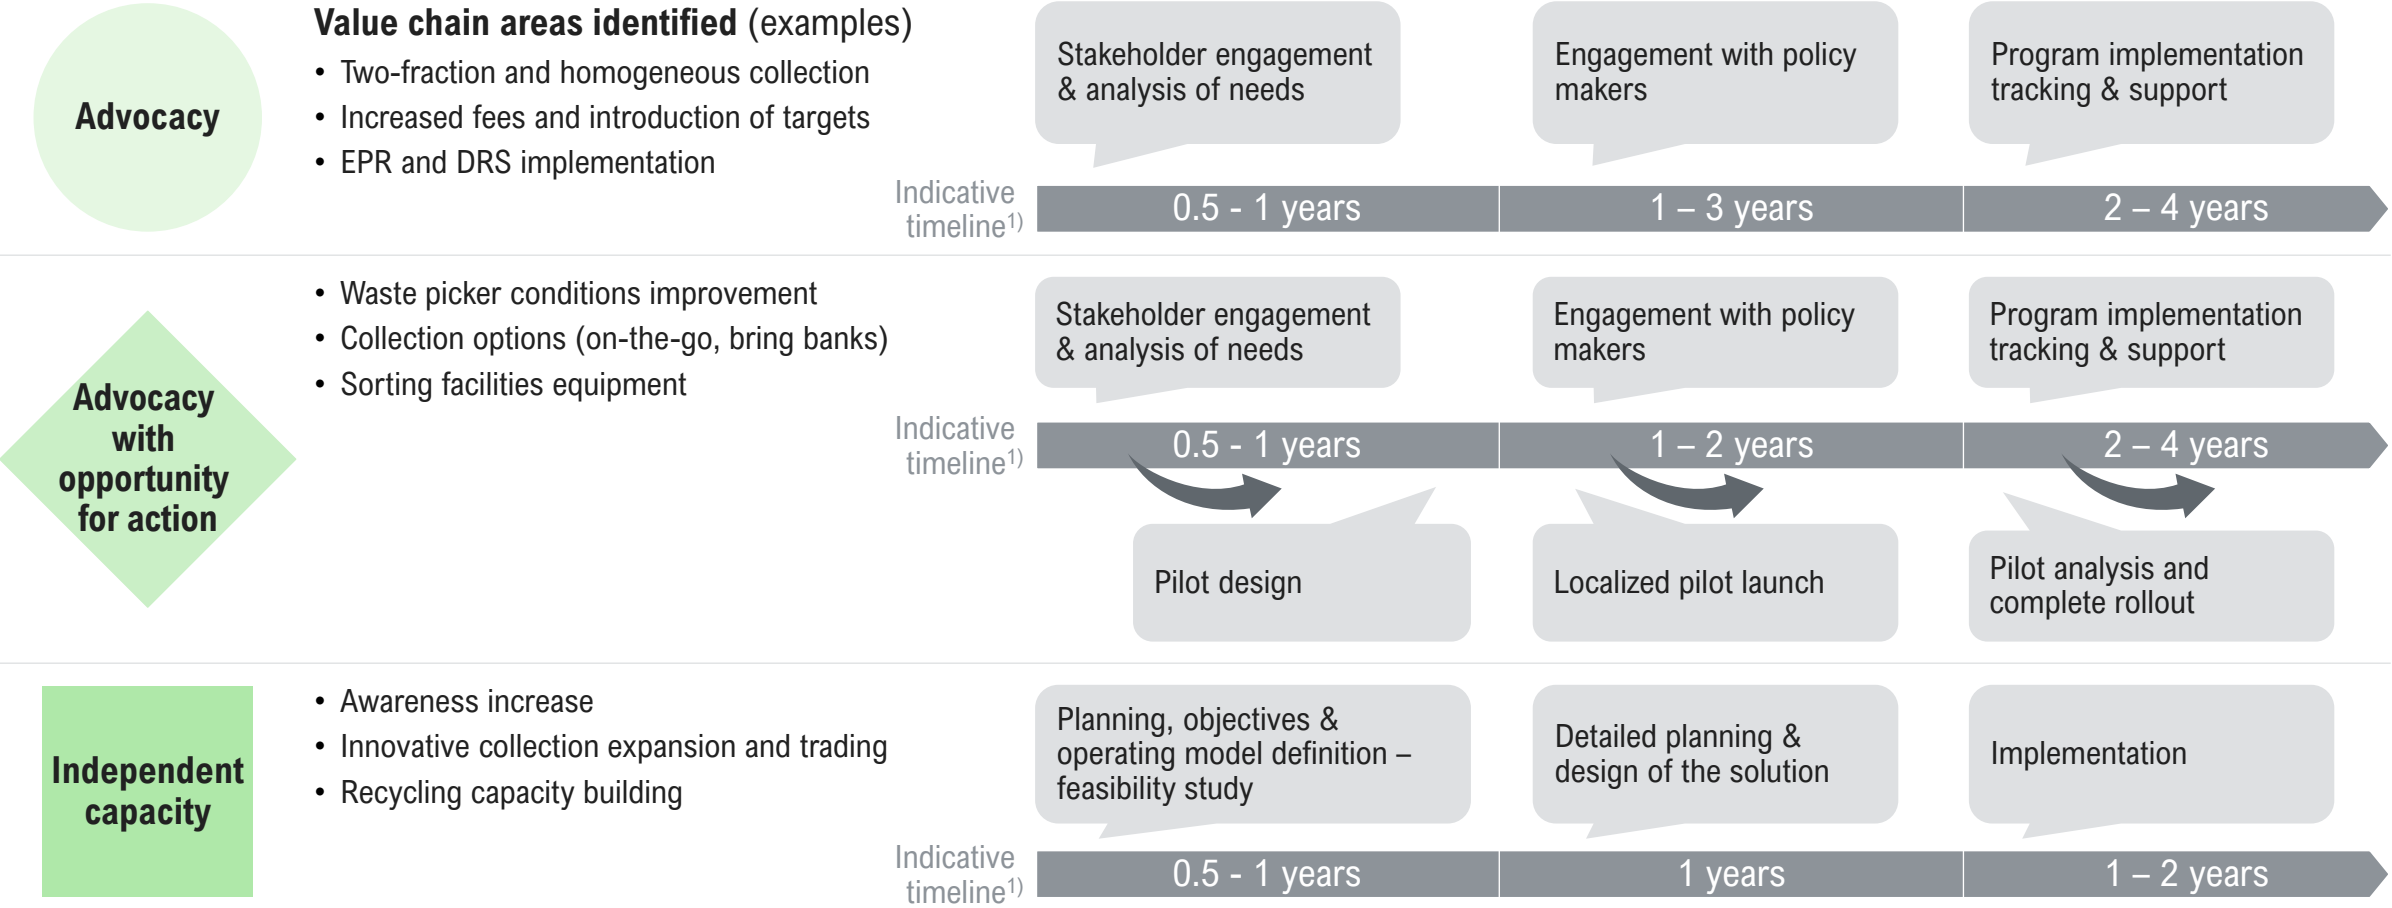 Advocacy
Value chain areas identified (examples)
• Two-fraction and homogeneous collection
• Increased fees and introduction of targets
• EPR and DRS implementation
Stakeholder engagement
& analysis of needs
Engagement with policy
makers
Program implementation
tracking & support
Indicative
timeline1)
0.5 - 1 years
1 – 3 years
2 – 4 years
Advocacy
with
opportunity
for action
• Waste picker conditions improvement
• Collection options (on-the-go, bring banks)
• Sorting facilities equipment
Stakeholder engagement
& analysis of needs
Engagement with policy
makers
Program implementation
tracking & support
Indicative
timeline1)
0.5 - 1 years
1 – 2 years
2 – 4 years
Pilot design
Localized pilot launch
Pilot analysis and
complete rollout
Independent
capacity
• Awareness increase
• Innovative collection expansion and trading
• Recycling capacity building
Planning, objectives &
operating model definition –
feasibility study
Detailed planning &
design of the solution
Implementation
Indicative
timeline1)
0.5 - 1 years
1 years
1 – 2 years